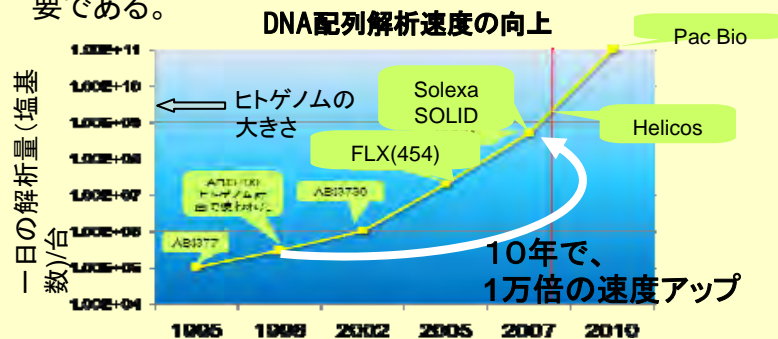 要である。
DNA配列解析速度の向上
Pac Bio
1.00E+11
1.00E+10
1.00E+09
1.00E+08
1.00E+07
1.00E+06
1.00E+05
1.00E+04
一日の解析量(塩基
数)/台
ヒトゲノムの
大きさ
Solexa
SOLID
Helicos
FLX(454)
ABI3730
ABI377
10年で、
1万倍の速度アップ
1995 1998 2002 2005 2007 2010